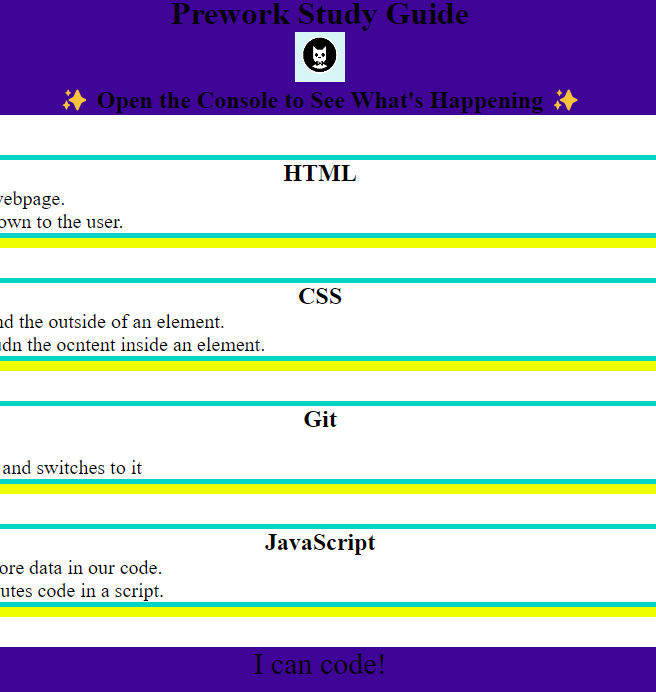 Prework Study Guide
✨ Open the Console to See What's Happening ✨
HTML
webpage.
own to the user.
CSS
nd the outside of an element.
udn the ocntent inside an element.
Git
and switches to it
JavaScript
ore data in our code.
utes code in a script.
I can code!